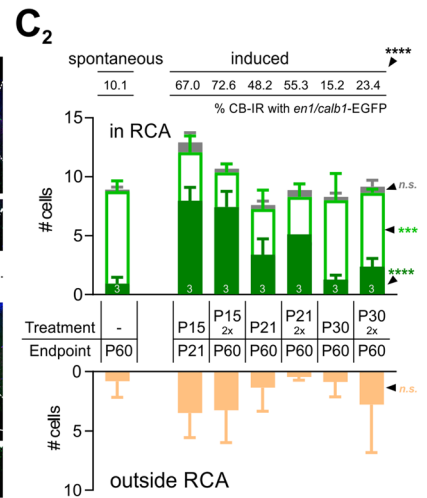 C2
spontaneous induced ****
10.1 67.0 72.6 48.2 55.3 15.2 23.4
% CB-IR with en1/calb1-EGFP
15
in RCA
10
5
0
# cells
n.s.
***
****
3 3 3 3 3 3 3
Treatment - P15 P15 2x P21 P21 2x P30 P30 2x
Endpoint P60 P21 P60 P60 P60 P60 P60
0
5
10
# cells
n.s.
outside RCA